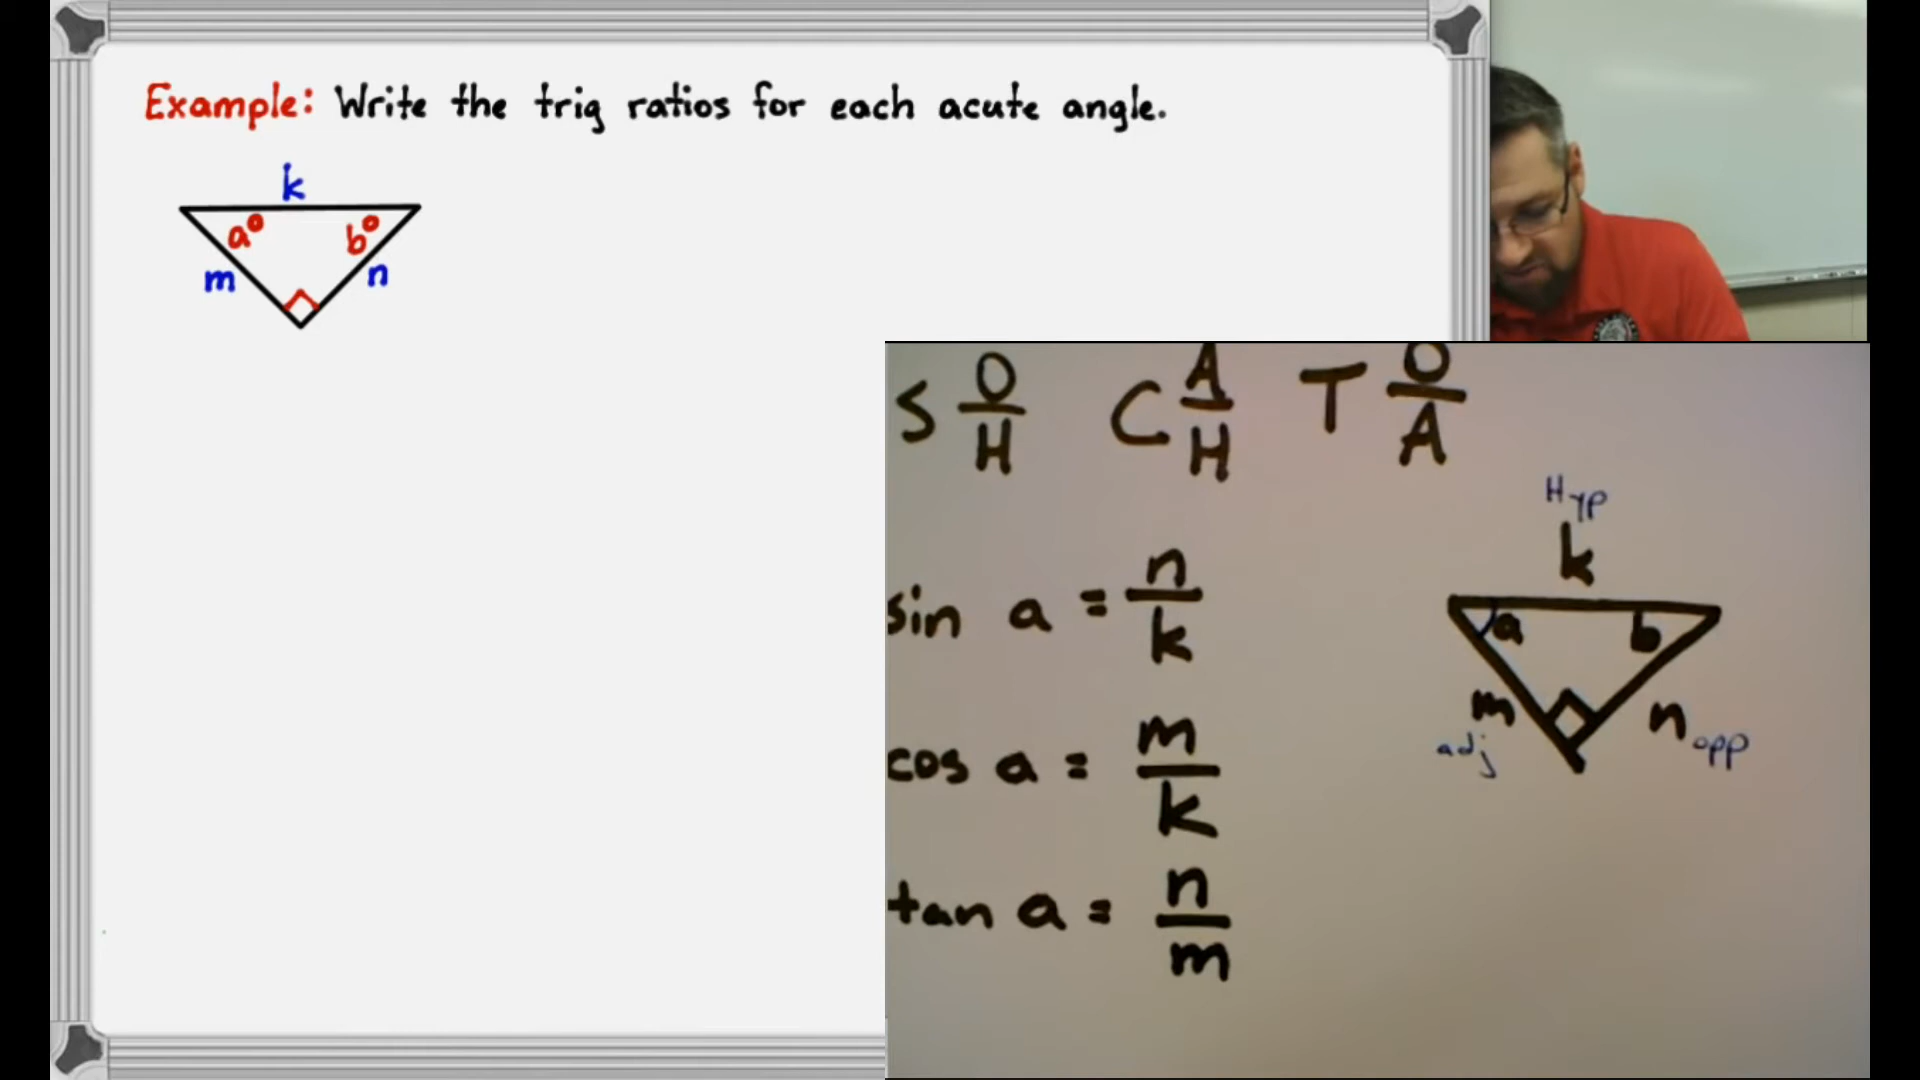 Example: Write the trig ratios for each acute angle.
k
a° b°
m n
S O/H C A/H T O/A
Hyp
k
sin a = n/k
a b
m n
adj opp
cos a = m/k
tan a = n/m